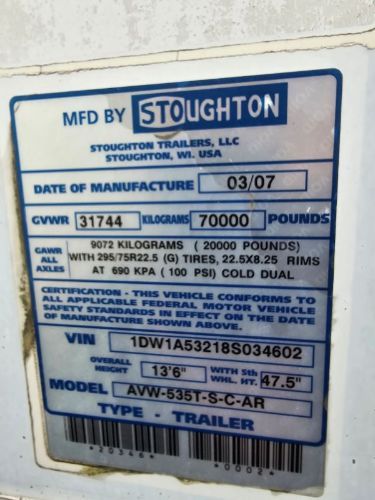 MFD BY STOUGHTON
STOUGHTON TRAILERS, LLC
STOUGHTON, WI. USA
DATE OF MANUFACTURE 03/07
GVWR 31744 KILOGRAMS 70000 POUNDS
GAWR ALL AXLES
9072 KILOGRAMS ( 20000 POUNDS)
WITH 295/75R22.5 (G) TIRES, 22.5X8.25 RIMS
AT 690 KPA ( 100 PSI) COLD DUAL
CERTIFICATION - THIS VEHICLE CONFORMS TO
ALL APPLICABLE FEDERAL MOTOR VEHICLE
SAFETY STANDARDS IN EFFECT ON THE DATE
OF MANUFACTURE SHOWN ABOVE.
VIN 1DW1A53218S034602
OVERALL HEIGHT 13'6" WITH 5th WHL. HT. 47.5"
MODEL AVW-535T-S-C-AR
TYPE - TRAILER
*20346* *0002*